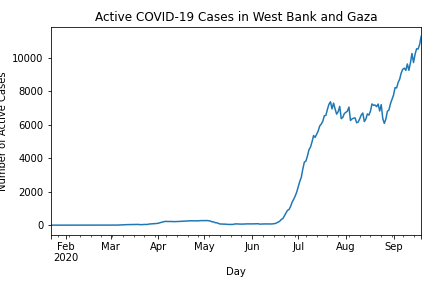 Active COVID-19 Cases in West Bank and Gaza
Number of Active Cases
10000
8000
6000
4000
2000
0
Feb Mar Apr May Jun Jul Aug Sep
2020
Day